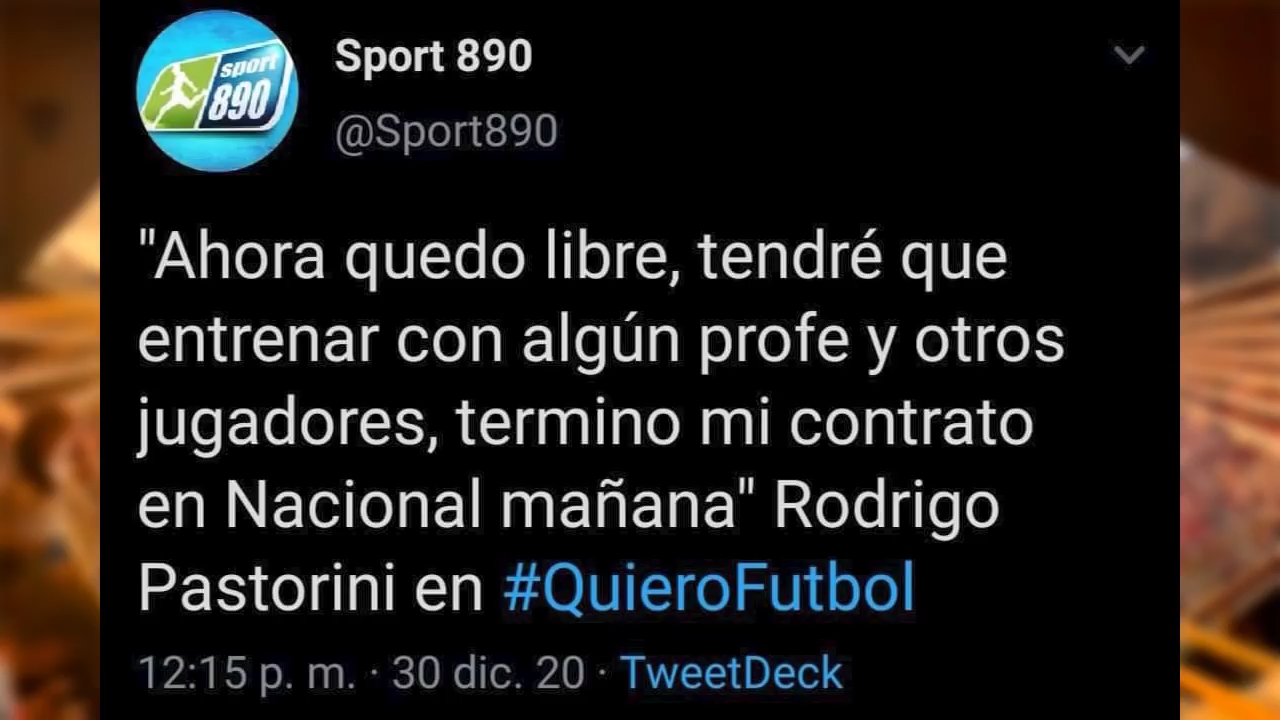 sport
890
Sport 890
@Sport890
"Ahora quedo libre, tendré que
entrenar con algún profe y otros
jugadores, termino mi contrato
en Nacional mañana" Rodrigo
Pastorini en #QuieroFutbol
12:15 p. m. · 30 dic. 20 · TweetDeck